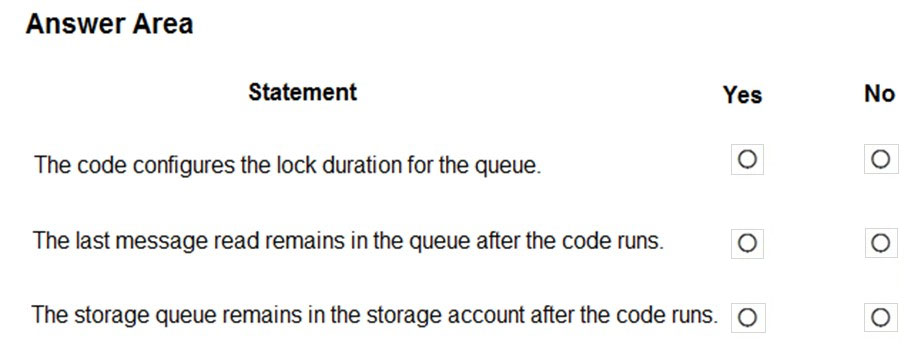 Answer Area
Statement Yes No
The code configures the lock duration for the queue.
The last message read remains in the queue after the code runs.
The storage queue remains in the storage account after the code runs.